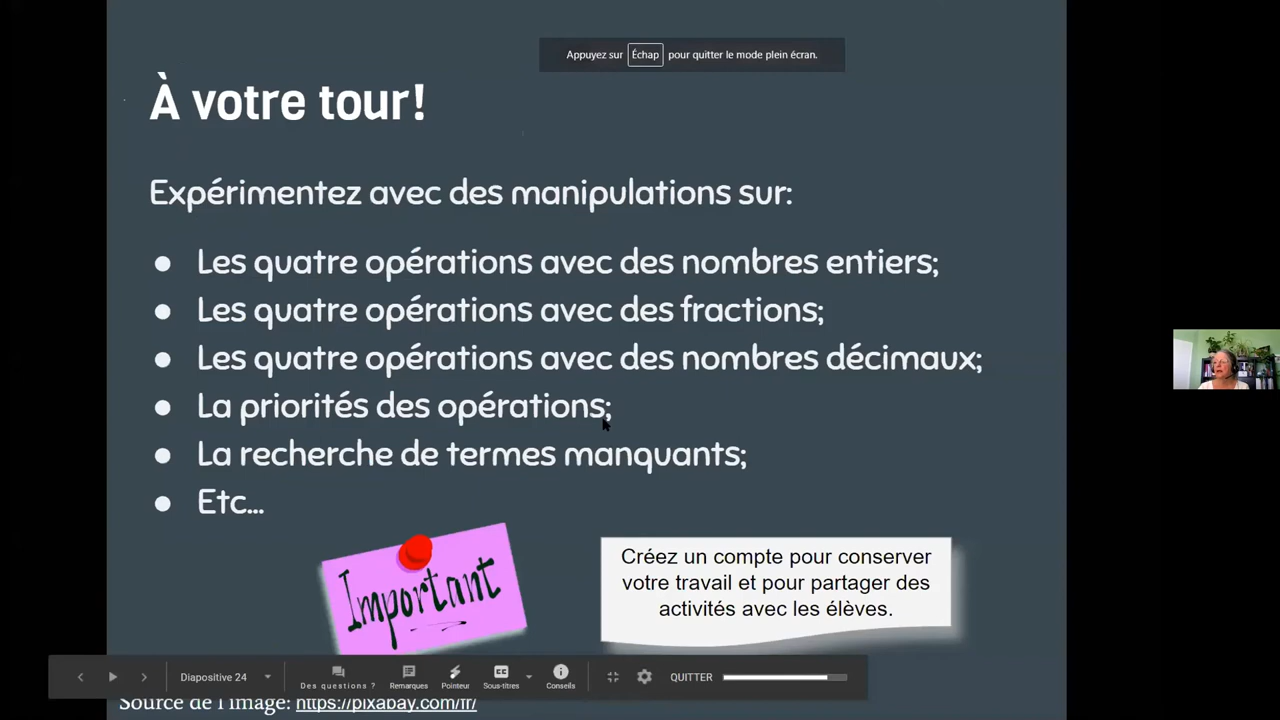 Appuyez sur Échap pour quitter le mode plein écran.
À votre tour!
Expérimentez avec des manipulations sur:
● Les quatre opérations avec des nombres entiers;
● Les quatre opérations avec des fractions;
● Les quatre opérations avec des nombres décimaux;
● La priorités des opérations;
● La recherche de termes manquants;
● Etc...
Important
Créez un compte pour conserver
votre travail et pour partager des
activités avec les élèves.
Diapositive 24
Des questions ?
Remarques
Pointeur
Sous-titres
Conseils
QUITTER
Source de l'image: https://pixabay.com/fr/